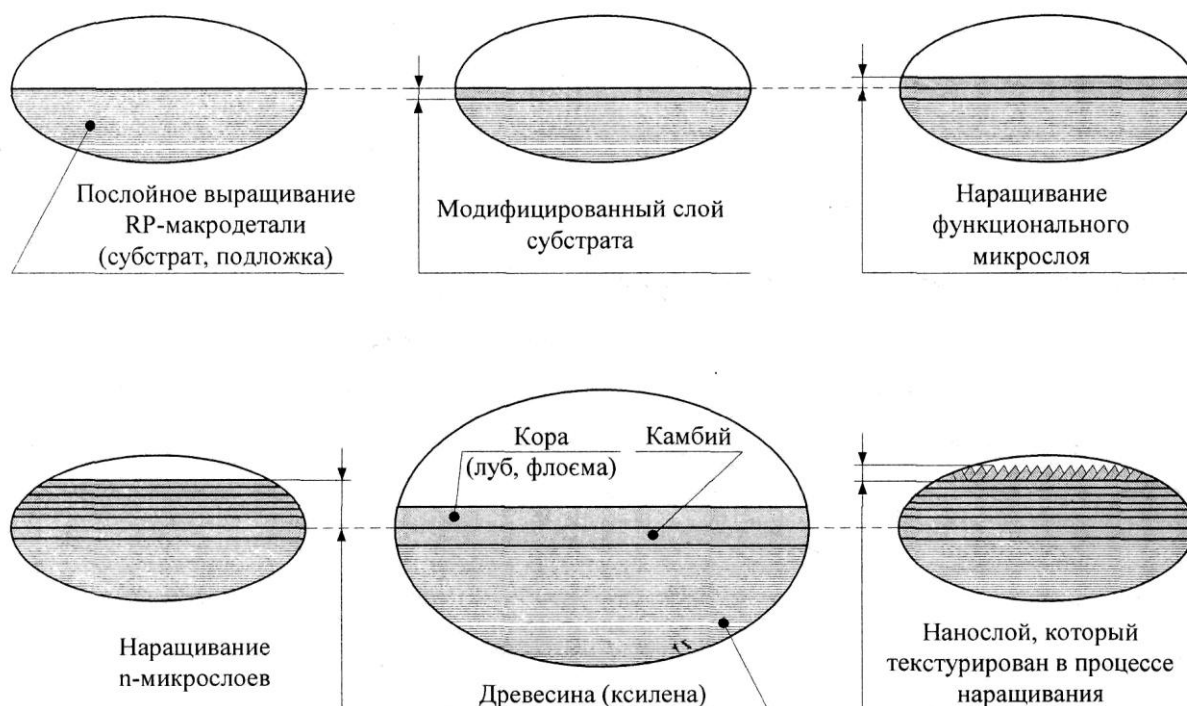 Послойное выращивание
RP-макродетали
(субстрат, подложка)
Модифицированный слой
субстрата
Наращивание
функционального
микрослоя
Наращивание
n-микрослоев
Кора
(луб, флоєма)
Камбий
Древесина (ксилена)
Нанослой, который
текстурирован в процессе
наращивания